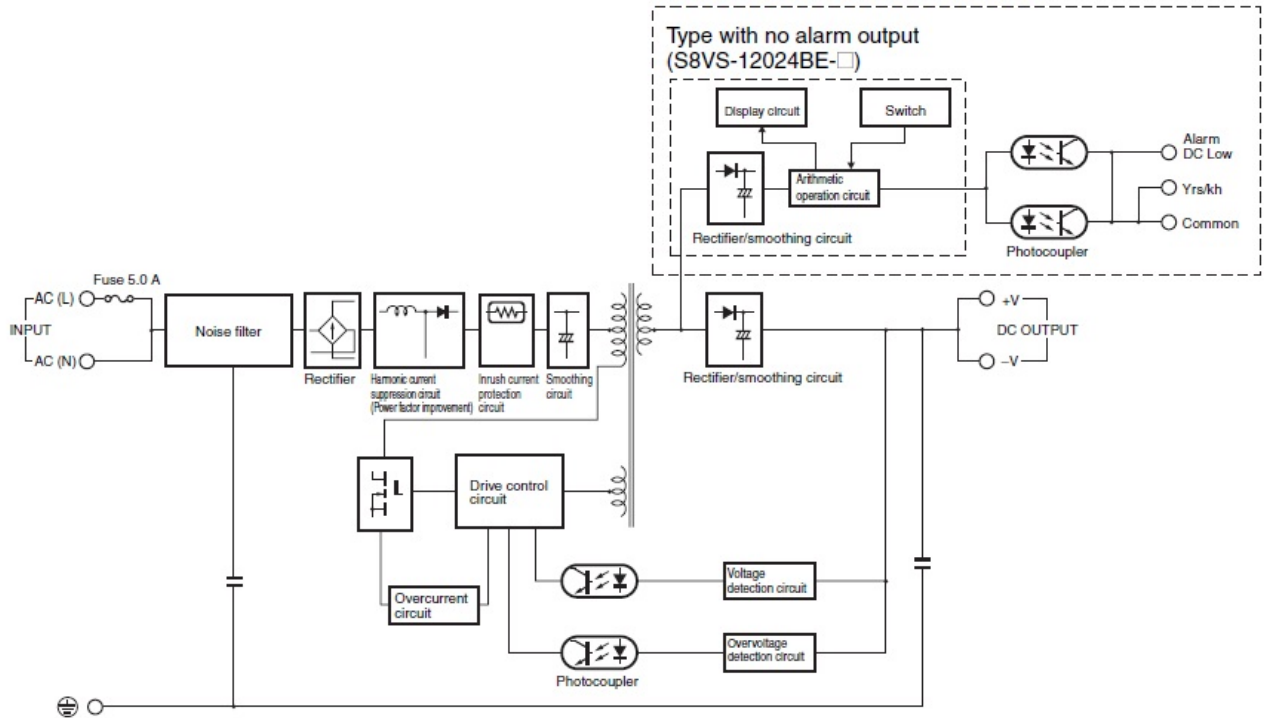 Type with no alarm output
(S8VS-12024BE-□)
Display circuit
Switch
Arithmetic
operation circuit
Rectifier/smoothing circuit
Alarm
DC Low
Yrs/kh
Common
Photocoupler
Fuse 5.0 A
AC (L)
INPUT
AC (N)
Noise filter
Rectifier
Harmonic current
suppression circuit
(Power factor improvement)
Inrush current
protection
circuit
Smoothing
circuit
Rectifier/smoothing circuit
+V
DC OUTPUT
–V
Drive control
circuit
Overcurrent
circuit
Voltage
detection circuit
Overvoltage
detection circuit
Photocoupler